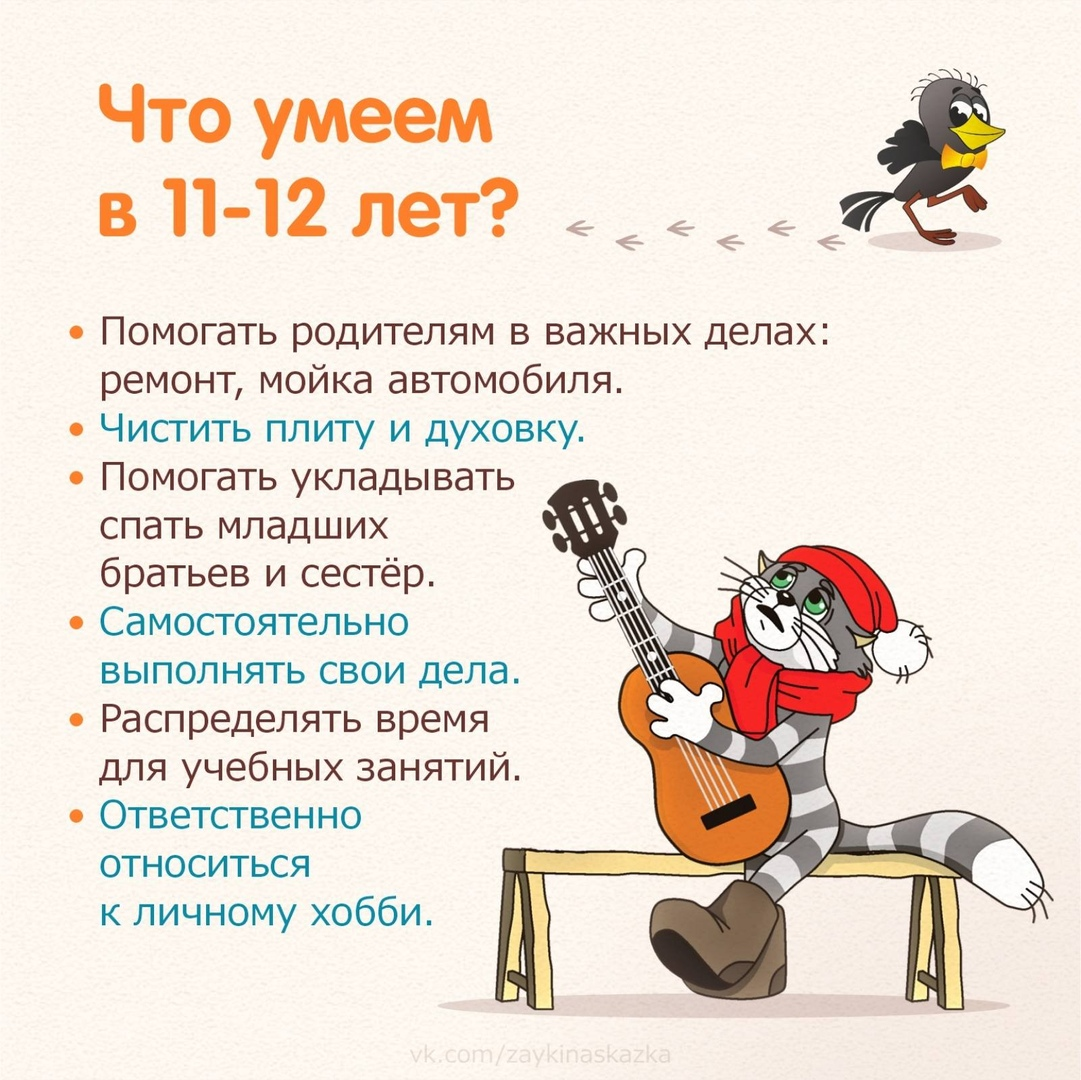 Что умеем
в 11-12 лет?
• Помогать родителям в важных делах:
ремонт, мойка автомобиля.
• Чистить плиту и духовку.
• Помогать укладывать
спать младших
братьев и сестёр.
• Самостоятельно
выполнять свои дела.
• Распределять время
для учебных занятий.
• Ответственно
относиться
к личному хобби.
vk.com/zaykinaskazka